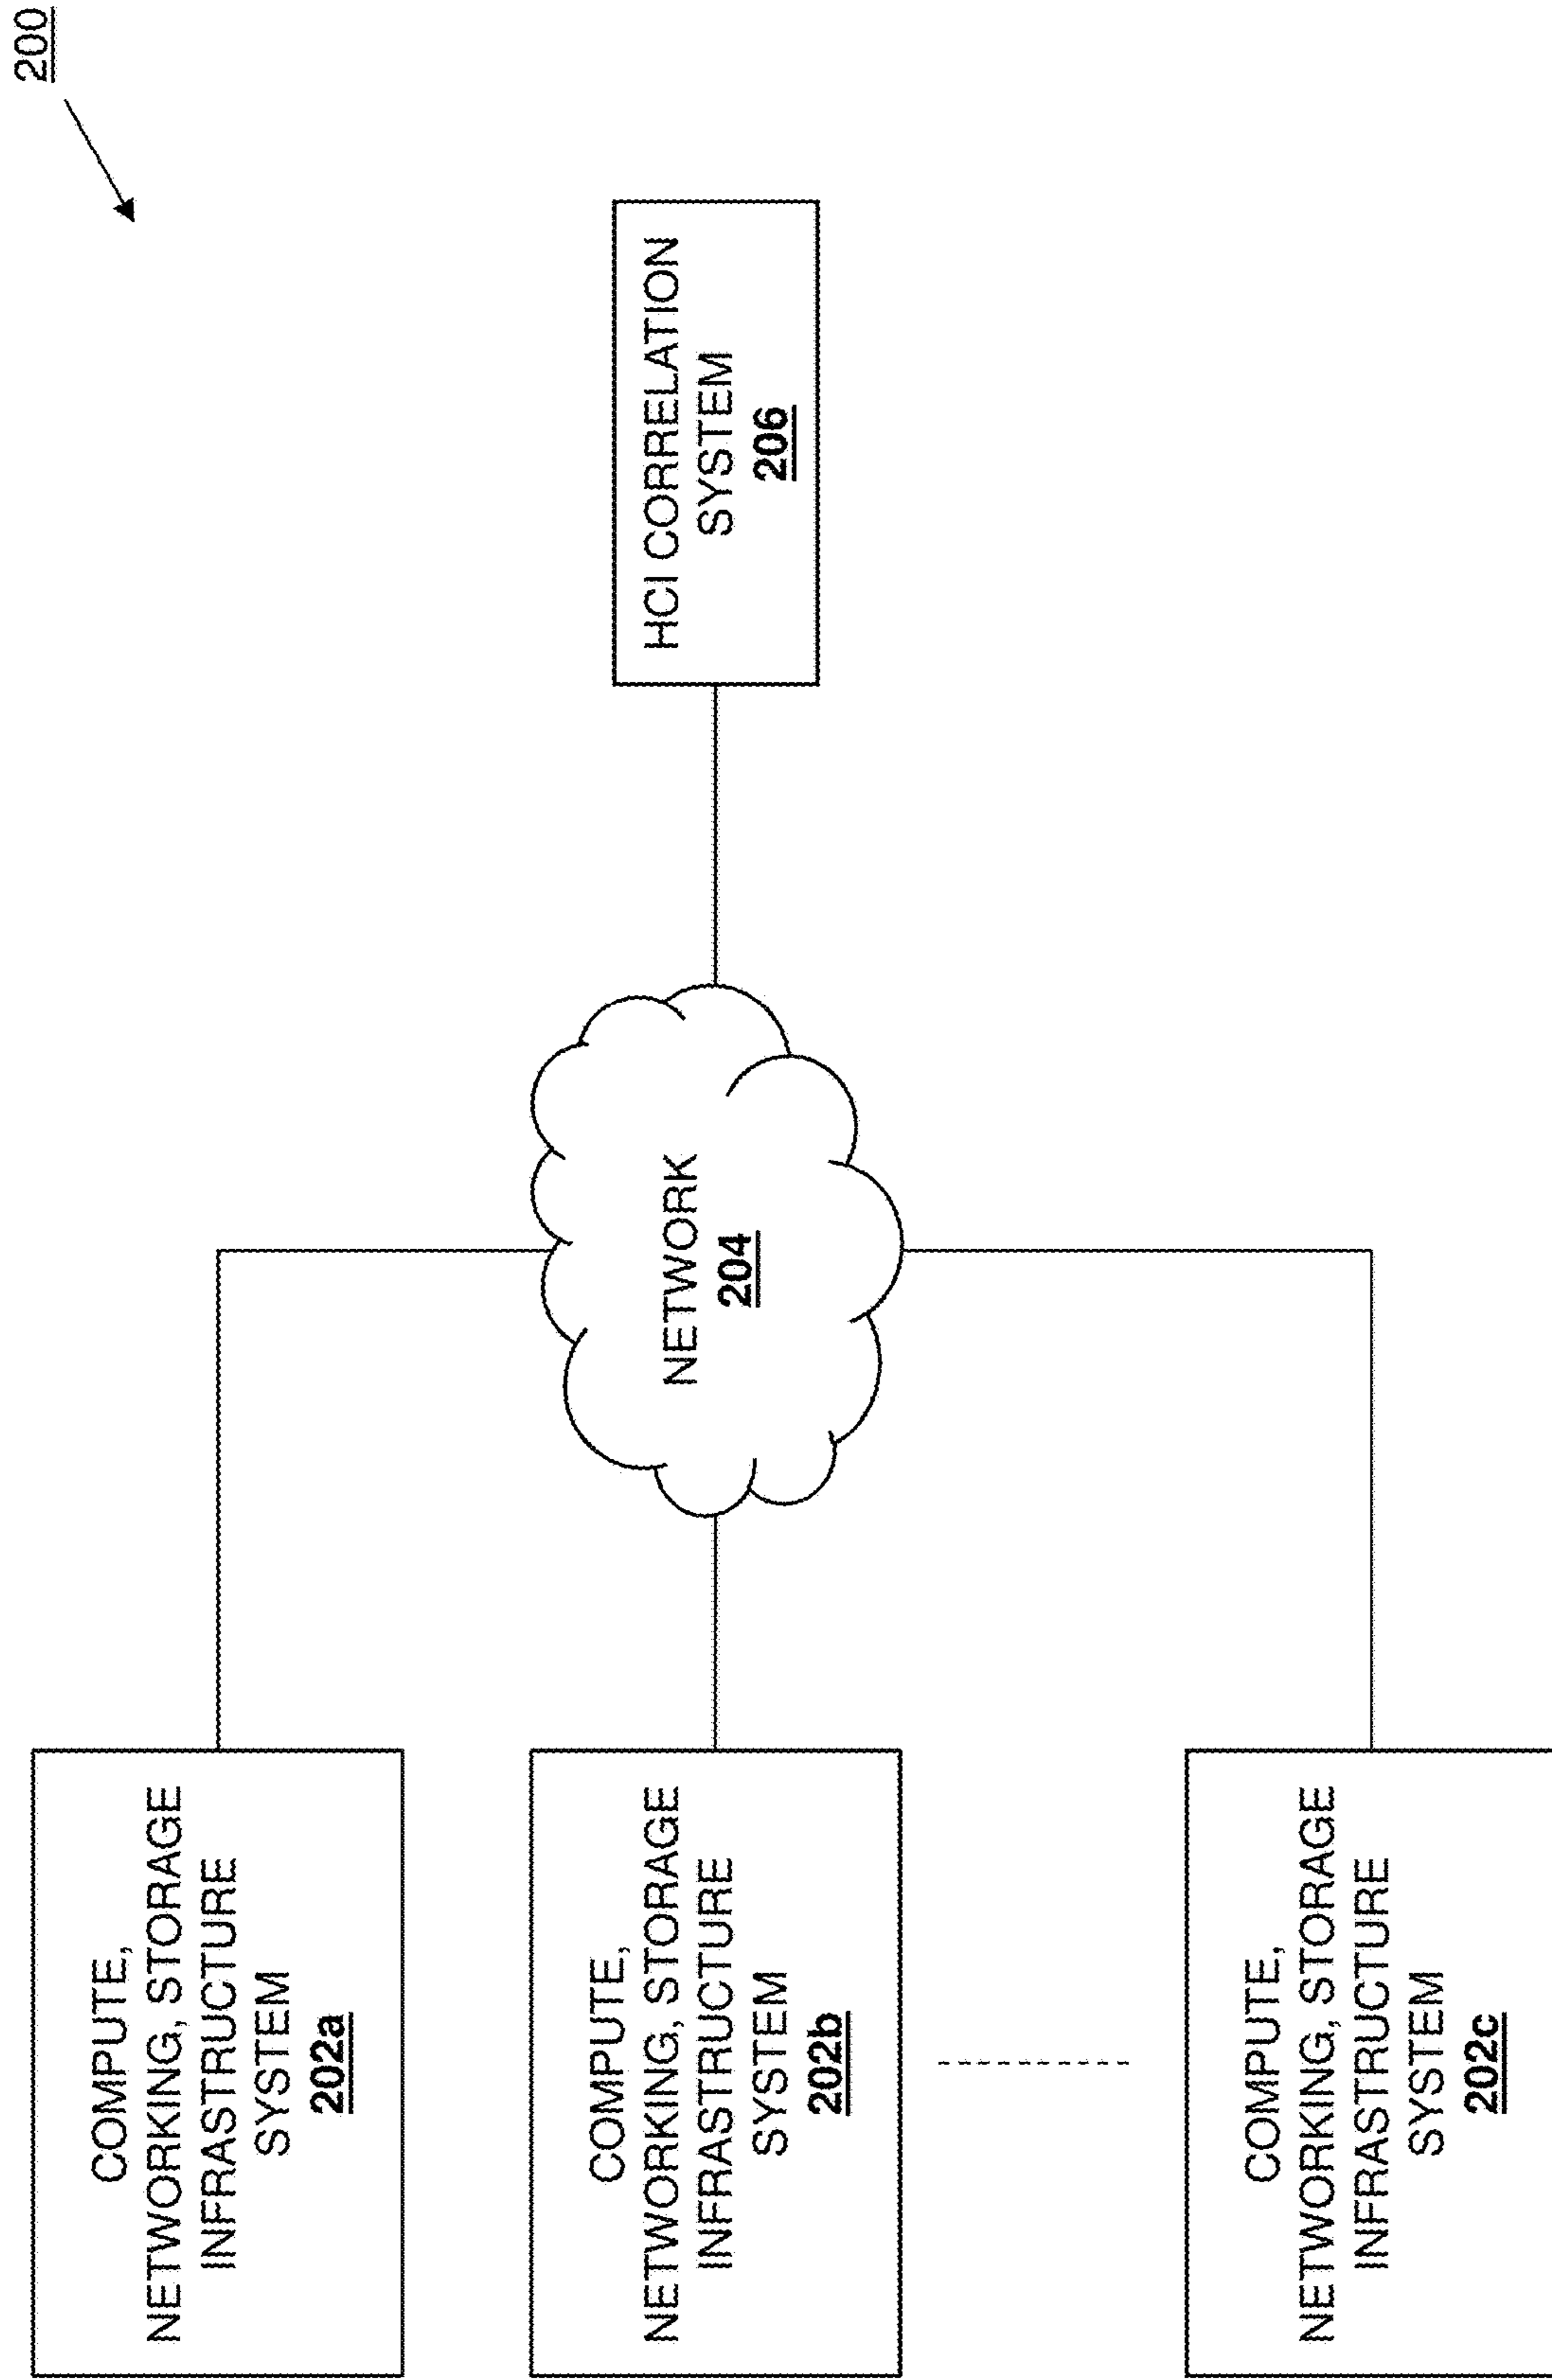 200
COMPUTE,
NETWORKING, STORAGE
INFRASTRUCTURE
SYSTEM
202a
COMPUTE,
NETWORKING, STORAGE
INFRASTRUCTURE
SYSTEM
202b
COMPUTE,
NETWORKING, STORAGE
INFRASTRUCTURE
SYSTEM
202c
NETWORK
204
HCI CORRELATION
SYSTEM
206